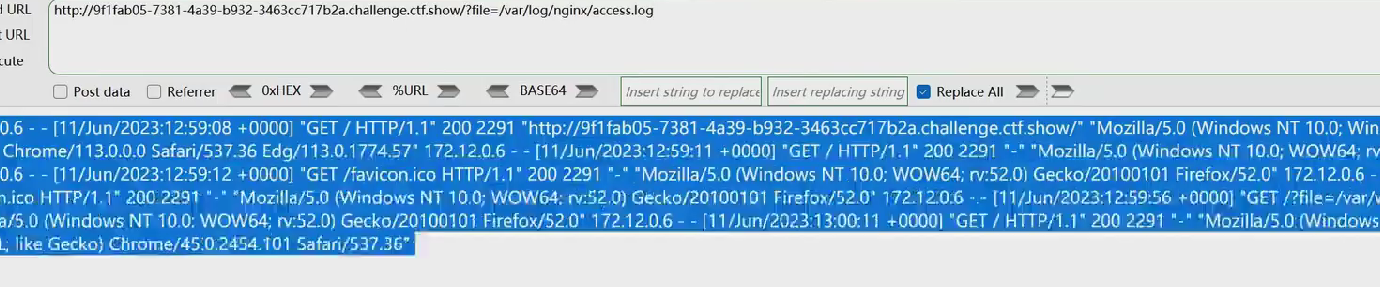 URL
http://9f1fab05-7381-4a39-b932-3463cc717b2a.challenge.ctf.show/?file=/var/log/nginx/access.log
URL
cute
Post data Referrer 0xHEX %URL BASE64 Insert string to replace Insert replacing string Replace All
0.6 - - [11/Jun/2023:12:59:08 +0000] "GET / HTTP/1.1" 200 2291 "http://9f1fab05-7381-4a39-b932-3463cc717b2a.challenge.ctf.show/" "Mozilla/5.0 (Windows NT 10.0; Win
Chrome/113.0.0.0 Safari/537.36 Edg/113.0.1774.57" 172.12.0.6 - - [11/Jun/2023:12:59:11 +0000] "GET / HTTP/1.1" 200 2291 "-" "Mozilla/5.0 (Windows NT 10.0; WOW64; rv
0.6 - - [11/Jun/2023:12:59:12 +0000] "GET /favicon.ico HTTP/1.1" 200 2291 "-" "Mozilla/5.0 (Windows NT 10.0; WOW64; rv:52.0) Gecko/20100101 Firefox/52.0" 172.12.0.6 -
n.ico HTTP/1.1" 200 2291 "-" "Mozilla/5.0 (Windows NT 10.0; WOW64; rv:52.0) Gecko/20100101 Firefox/52.0" 172.12.0.6 - - [11/Jun/2023:12:59:56 +0000] "GET /?file=/var/
a/5.0 (Windows NT 10.0; WOW64; rv:52.0) Gecko/20100101 Firefox/52.0" 172.12.0.6 - - [11/Jun/2023:13:00:11 +0000] "GET / HTTP/1.1" 200 2291 "-" "Mozilla/5.0 (Windows
like Gecko) Chrome/45.0.2454.101 Safari/537.36"